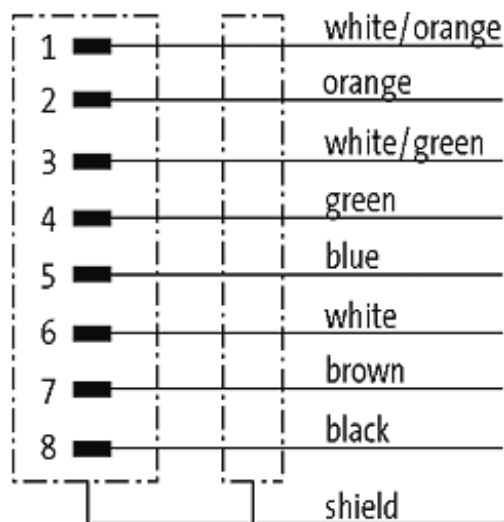 1 white/orange
2 orange
3 white/green
4 green
5 blue
6 white
7 brown
8 black
shield